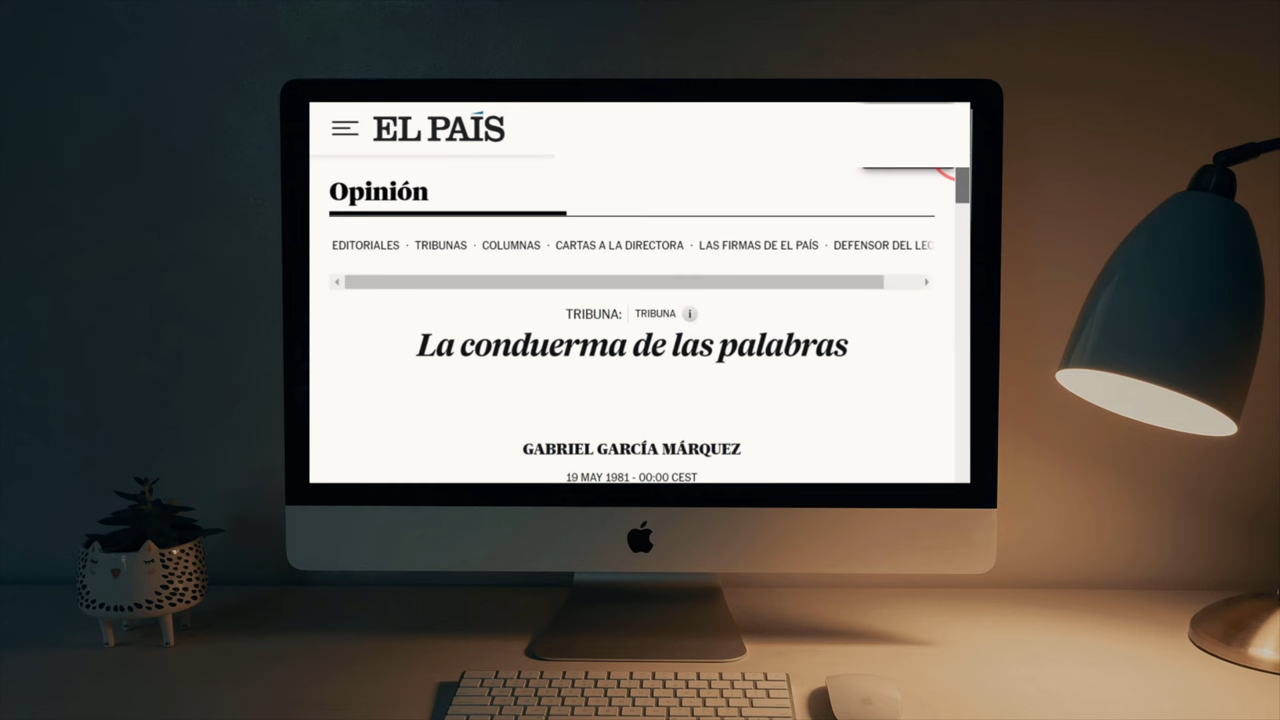 EL PAÍS
Opinión
EDITORIALES · TRIBUNAS · COLUMNAS · CARTAS A LA DIRECTORA · LAS FIRMAS DE EL PAÍS · DEFENSOR DEL LEC
TRIBUNA: TRIBUNA i
La conduerma de las palabras
GABRIEL GARCÍA MÁRQUEZ
19 MAY 1981 - 00:00 CEST